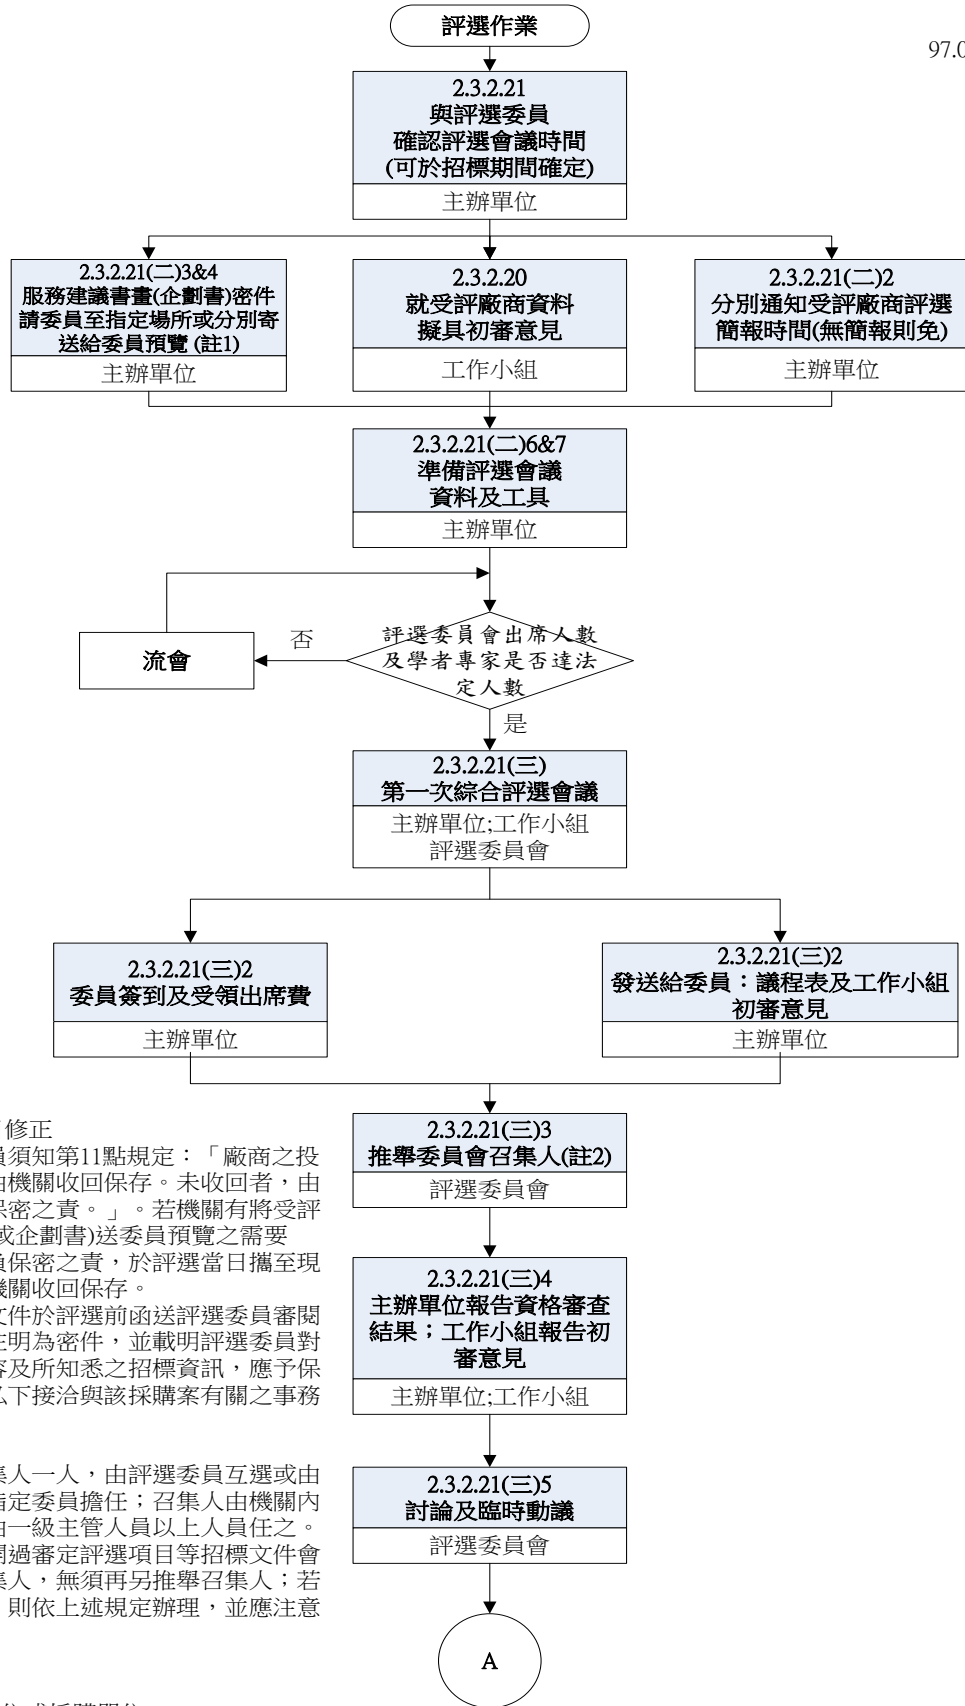 評選作業
97.0
2.3.2.21
與評選委員
確認評選會議時間
(可於招標期間確定)
主辦單位
2.3.2.21(二)3&4
服務建議書畫(企劃書)密件
請委員至指定場所或分別寄
送給委員預覽 (註1)
主辦單位
2.3.2.20
就受評廠商資料
擬具初審意見
工作小組
2.3.2.21(二)2
分別通知受評廠商評選
簡報時間(無簡報則免)
主辦單位
2.3.2.21(二)6&7
準備評選會議
資料及工具
主辦單位
評選委員會出席人數
及學者專家是否達法
定人數
否
流會
是
2.3.2.21(三)
第一次綜合評選會議
主辦單位;工作小組
評選委員會
2.3.2.21(三)2
委員簽到及受領出席費
主辦單位
2.3.2.21(三)2
發送給委員：議程表及工作小組
初審意見
主辦單位
2.3.2.21(三)3
推舉委員會召集人(註2)
評選委員會
2.3.2.21(三)4
主辦單位報告資格審查
結果；工作小組報告初
審意見
主辦單位;工作小組
2.3.2.21(三)5
討論及臨時動議
評選委員會
A
修正
員須知第11點規定：「廠商之投
由機關收回保存。未收回者，由
保密之責。」。若機關有將受評
或企劃書)送委員預覽之需要
負保密之責，於評選當日攜至現
機關收回保存。
文件於評選前函送評選委員審閱
註明為密件，並載明評選委員對
容及所知悉之招標資訊，應予保
私下接洽與該採購案有關之事務
集人一人，由評選委員互選或由
指定委員擔任；召集人由機關內
由一級主管人員以上人員任之。
開過審定評選項目等招標文件會
集人，無須再另推舉召集人；若
則依上述規定辦理，並應注意